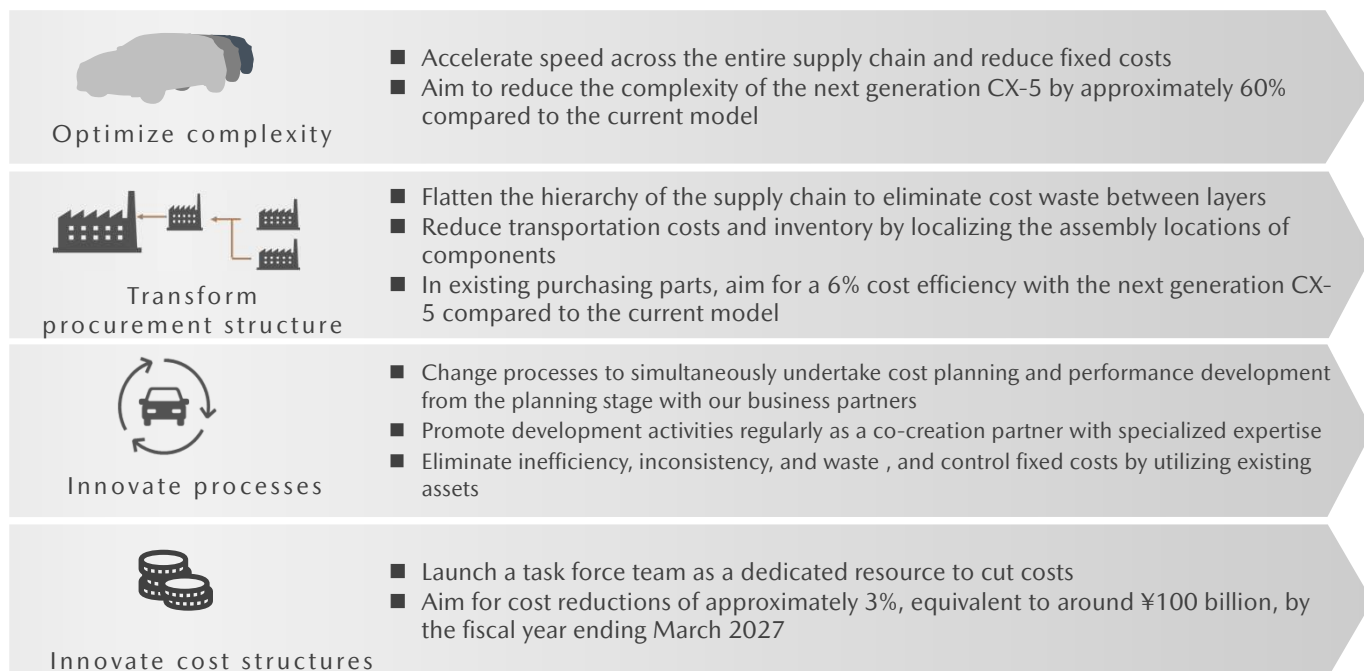 Optimize complexity
■ Accelerate speed across the entire supply chain and reduce fixed costs
■ Aim to reduce the complexity of the next generation CX-5 by approximately 60%
compared to the current model
Transform
procurement structure
■ Flatten the hierarchy of the supply chain to eliminate cost waste between layers
■ Reduce transportation costs and inventory by localizing the assembly locations of
components
■ In existing purchasing parts, aim for a 6% cost efficiency with the next generation CX-
5 compared to the current model
Innovate processes
■ Change processes to simultaneously undertake cost planning and performance development
from the planning stage with our business partners
■ Promote development activities regularly as a co-creation partner with specialized expertise
■ Eliminate inefficiency, inconsistency, and waste , and control fixed costs by utilizing existing
assets
Innovate cost structures
■ Launch a task force team as a dedicated resource to cut costs
■ Aim for cost reductions of approximately 3%, equivalent to around ¥100 billion, by
the fiscal year ending March 2027